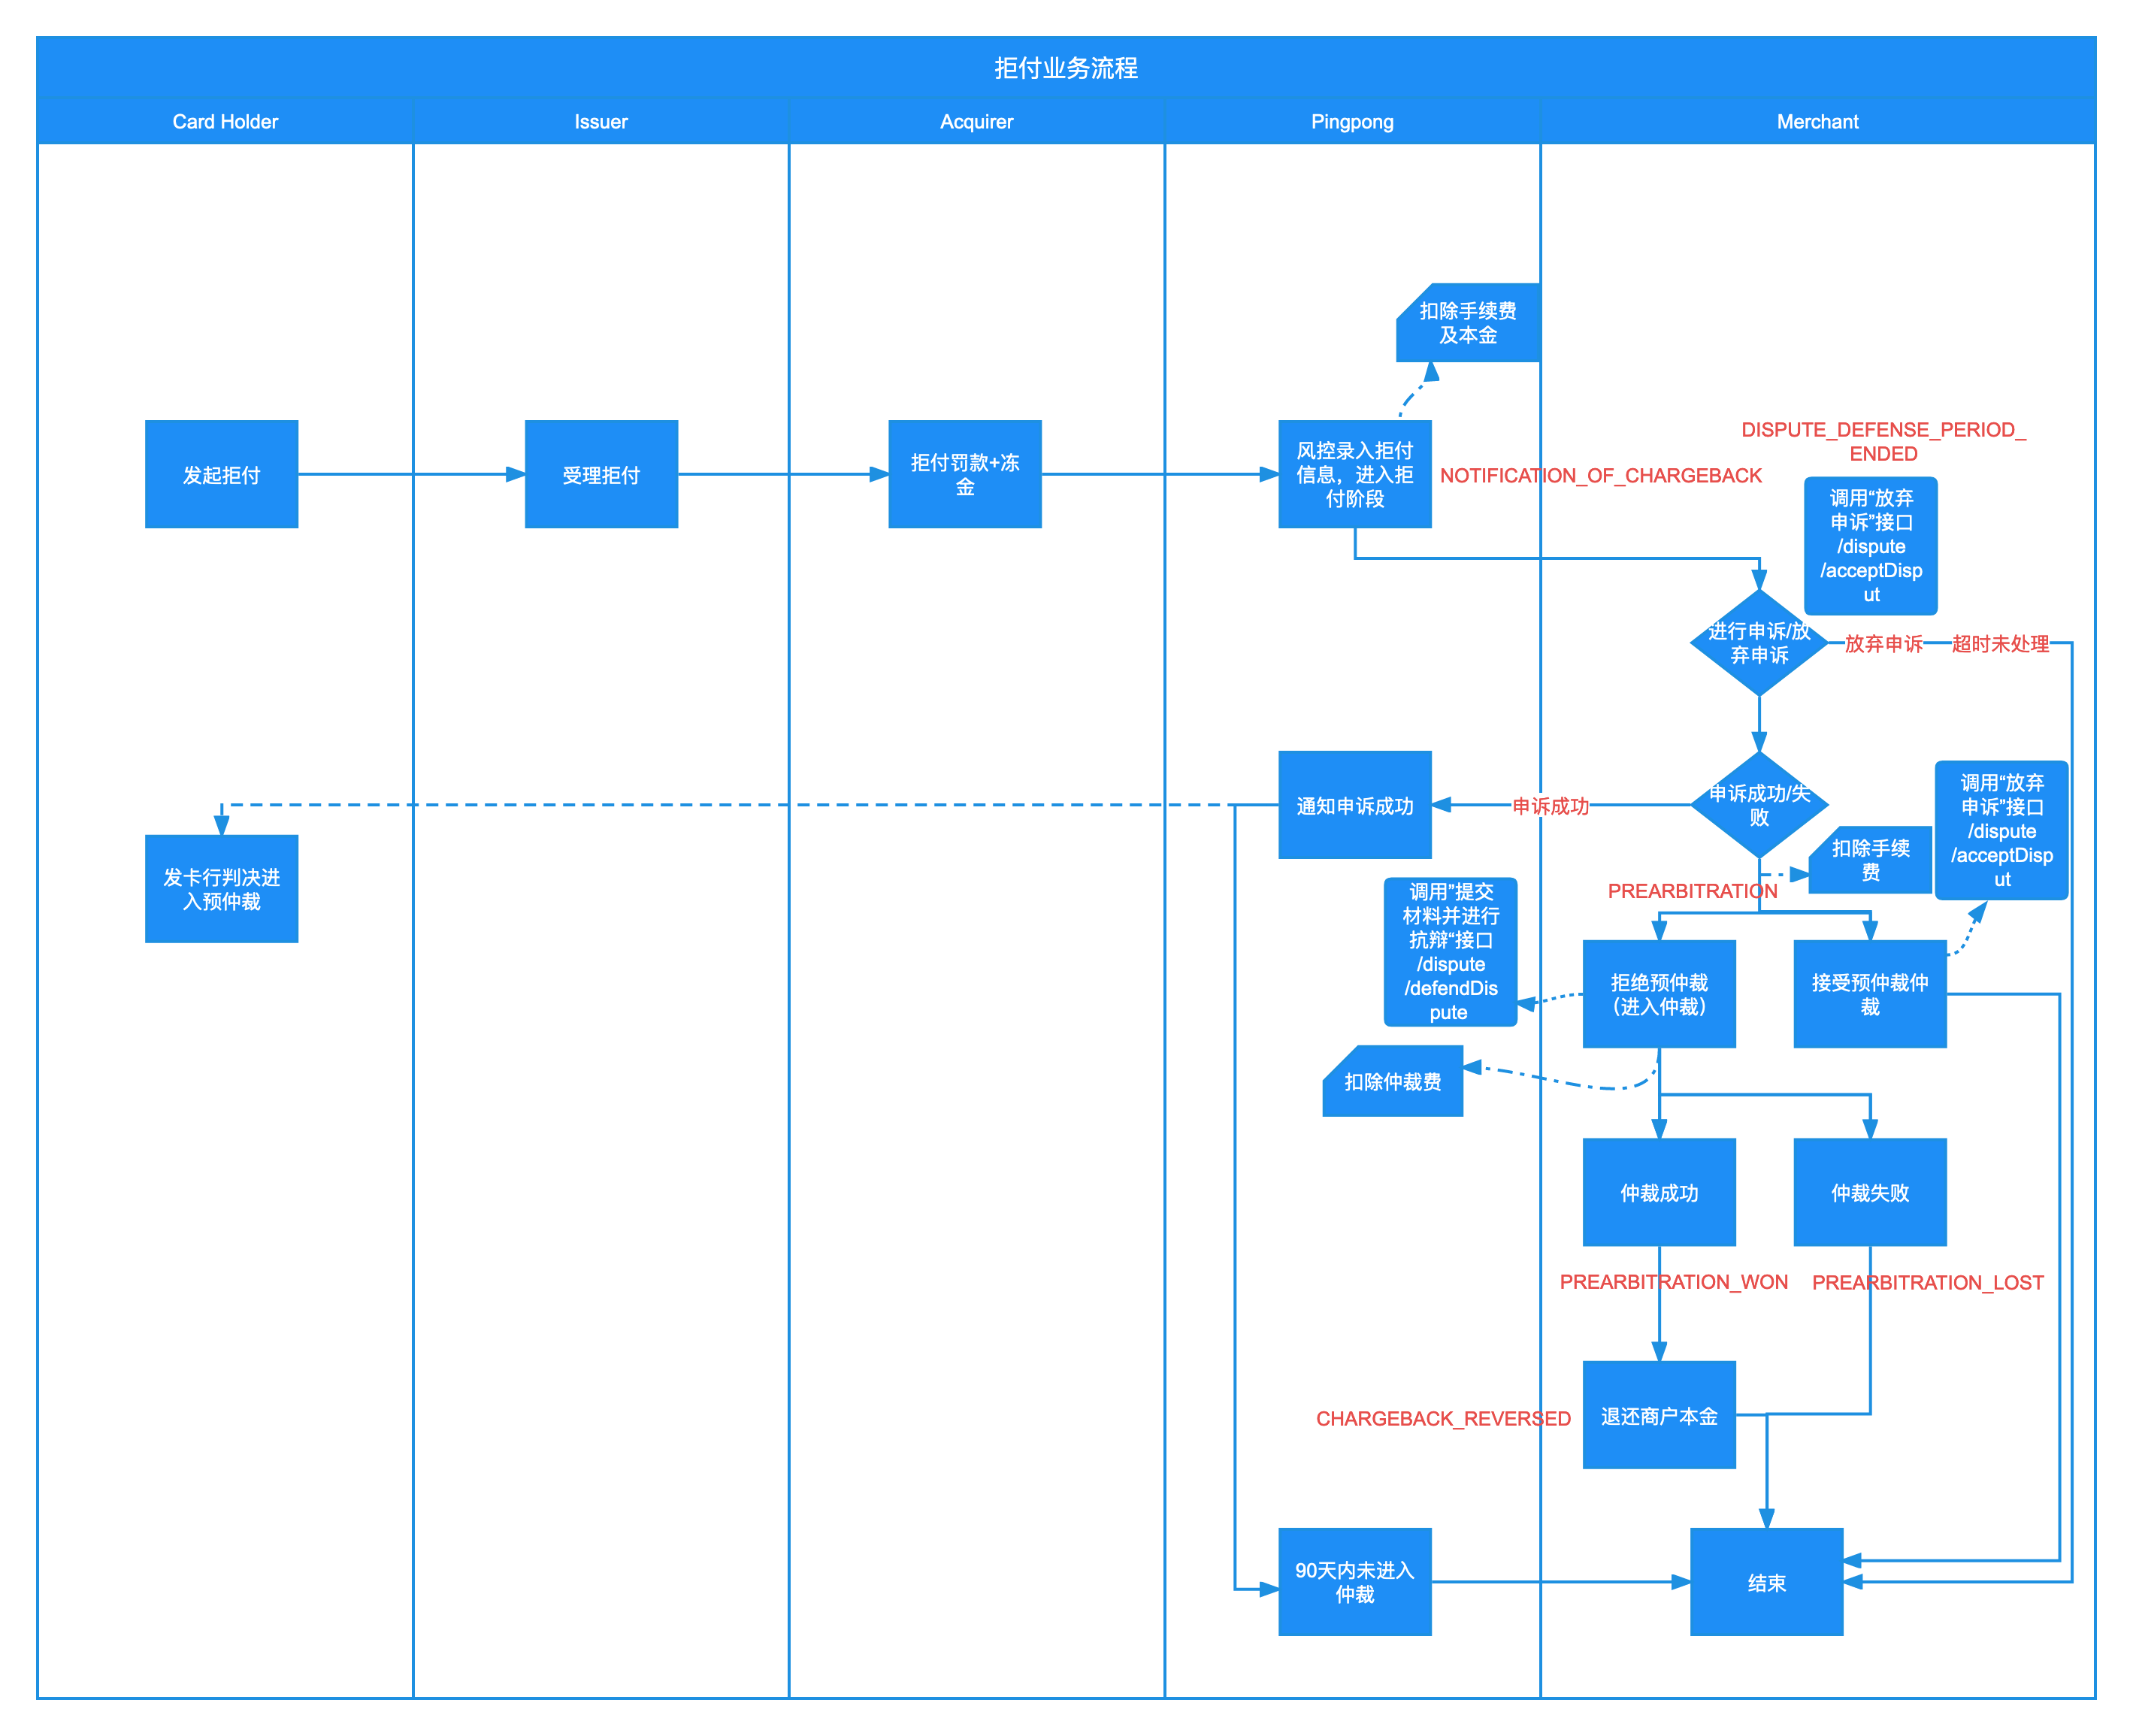 拒付业务流程
Card Holder
Issuer
Acquirer
Pingpong
Merchant
扣除手续费
及本金
发起拒付
受理拒付
拒付罚款+冻
金
风控录入拒付
信息，进入拒
付阶段
NOTIFICATION_OF_CHARGEBACK
DISPUTE_DEFENSE_PERIOD_
ENDED
调用“放弃
申诉”接口
/dispute
/acceptDisp
ut
进行申诉/放
弃申诉
放弃申诉
超时未处理
通知申诉成功
申诉成功
申诉成功/失
败
调用“放弃
申诉”接口
/dispute
/acceptDisp
ut
扣除手续
费
发卡行判决进
入预仲裁
PREARBITRATION
调用”提交
材料并进行
抗辩“接口
/dispute
/defendDis
pute
拒绝预仲裁
（进入仲裁）
接受预仲裁仲
裁
扣除仲裁费
仲裁成功
仲裁失败
PREARBITRATION_WON
PREARBITRATION_LOST
CHARGEBACK_REVERSED
退还商户本金
90天内未进入
仲裁
结束